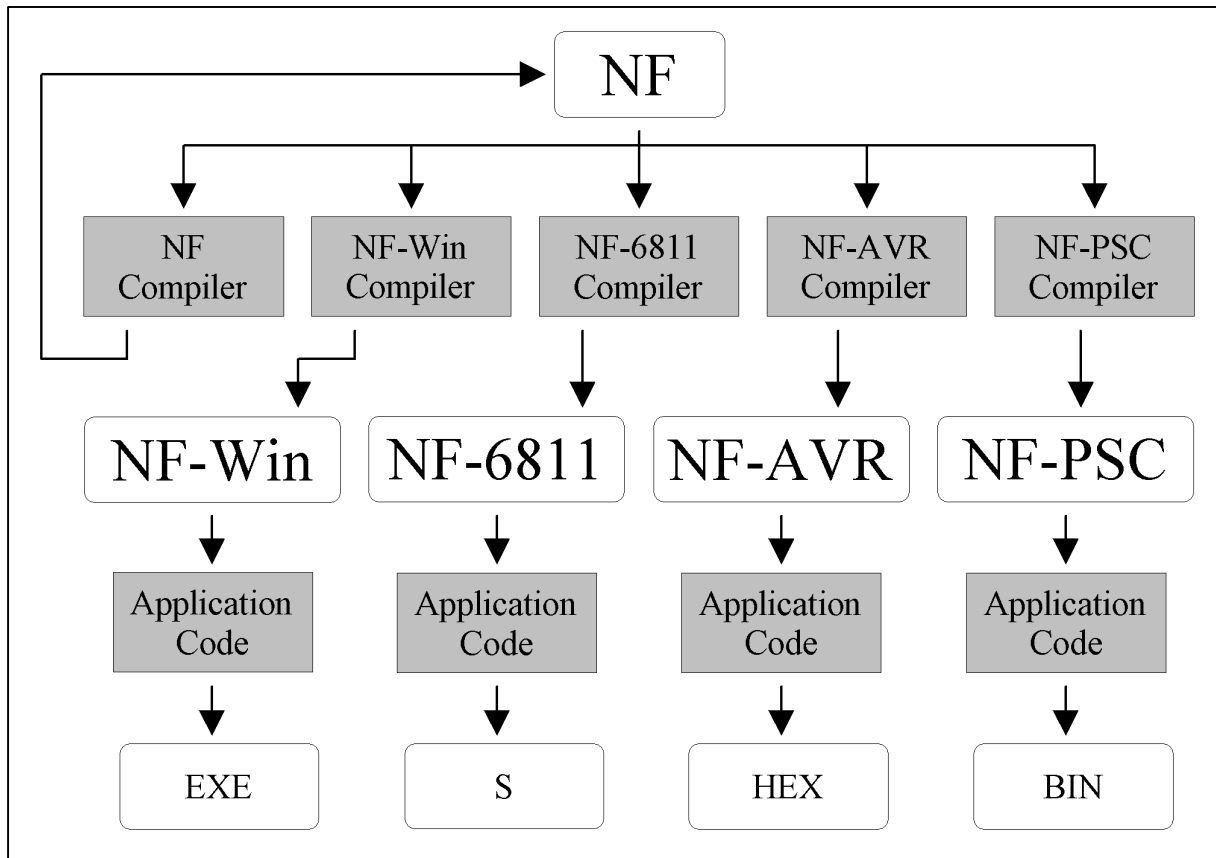 NF
NF
Compiler
NF-Win
Compiler
NF-6811
Compiler
NF-AVR
Compiler
NF-PSC
Compiler
NF-Win
NF-6811
NF-AVR
NF-PSC
Application
Code
Application
Code
Application
Code
Application
Code
EXE
S
HEX
BIN